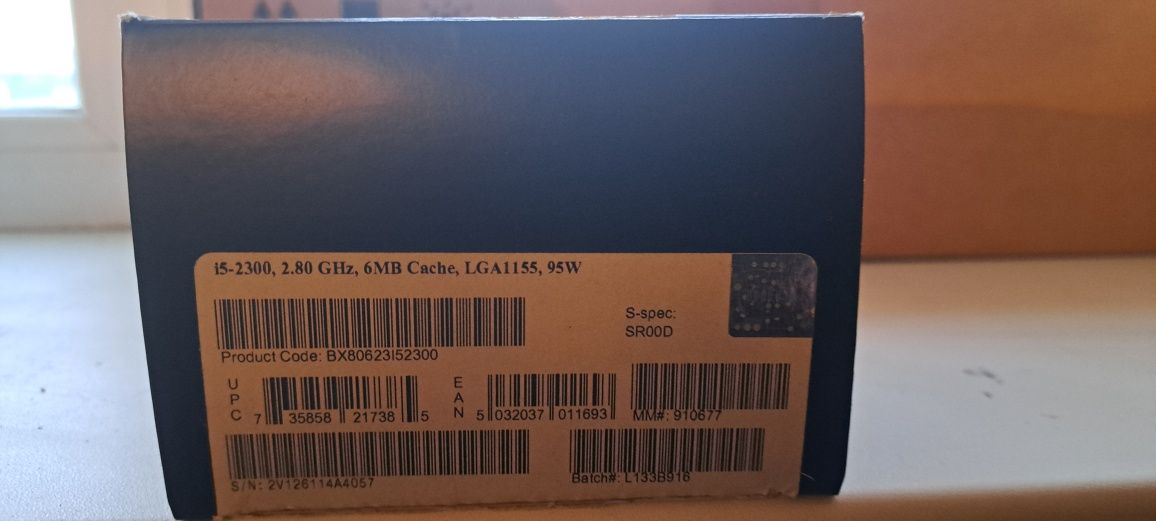 i5-2300, 2.80 GHz, 6MB Cache, LGA1155, 95W
S-spec:
SR00D
Product Code: BX80623I52300
UPC 7 35858 21738 5
EAN 5 032037 011693
MM#: 910677
S/N: 2V126114A4057
Batch#: L133B916